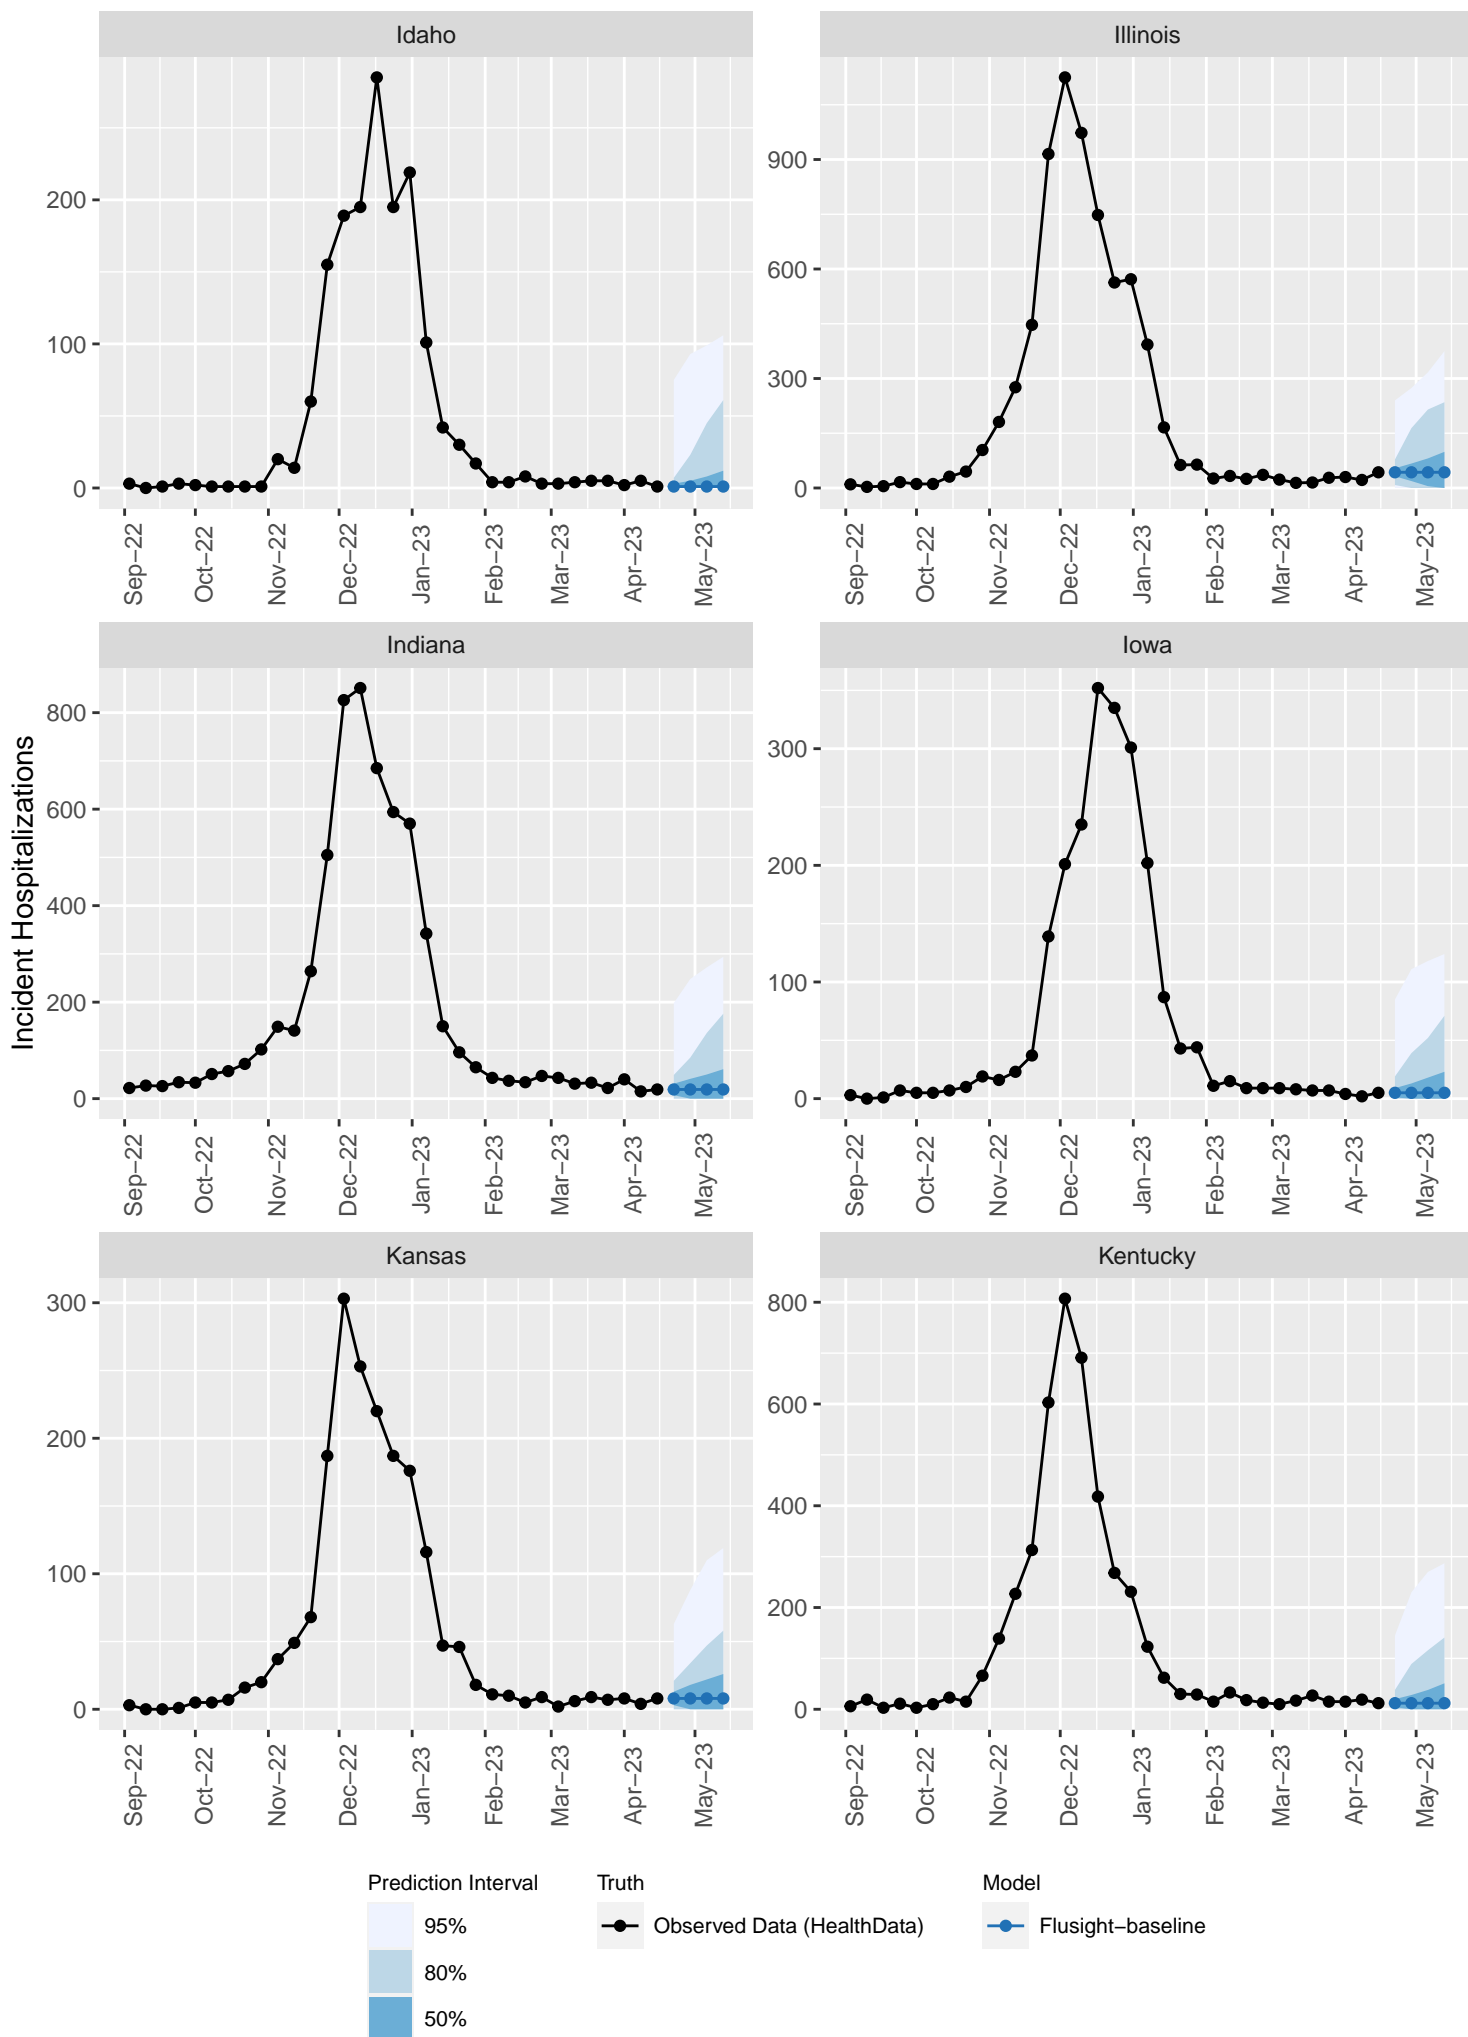 Idaho
Illinois
200
100
0
900
600
300
0
Sep−22
Oct−22
Nov−22
Dec−22
Jan−23
Feb−23
Mar−23
Apr−23
May−23
Sep−22
Oct−22
Nov−22
Dec−22
Jan−23
Feb−23
Mar−23
Apr−23
May−23
Incident Hospitalizations
Indiana
Iowa
800
600
400
200
0
300
200
100
0
Sep−22
Oct−22
Nov−22
Dec−22
Jan−23
Feb−23
Mar−23
Apr−23
May−23
Sep−22
Oct−22
Nov−22
Dec−22
Jan−23
Feb−23
Mar−23
Apr−23
May−23
Kansas
Kentucky
300
200
100
0
800
600
400
200
0
Sep−22
Oct−22
Nov−22
Dec−22
Jan−23
Feb−23
Mar−23
Apr−23
May−23
Sep−22
Oct−22
Nov−22
Dec−22
Jan−23
Feb−23
Mar−23
Apr−23
May−23
Prediction Interval
95%
80%
50%
Truth
Observed Data (HealthData)
Model
Flusight−baseline